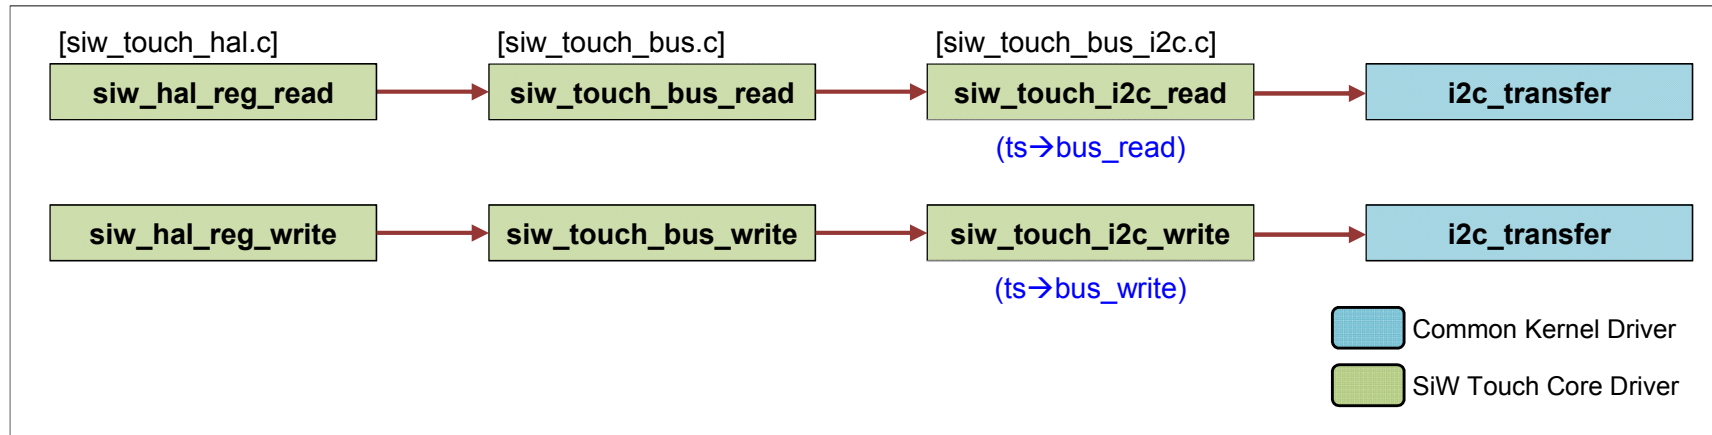 [siw_touch_hal.c] [siw_touch_bus.c] [siw_touch_bus_i2c.c]
siw_hal_reg_read siw_touch_bus_read siw_touch_i2c_read i2c_transfer
(ts→bus_read)
siw_hal_reg_write siw_touch_bus_write siw_touch_i2c_write i2c_transfer
(ts→bus_write)
Common Kernel Driver
SiW Touch Core Driver